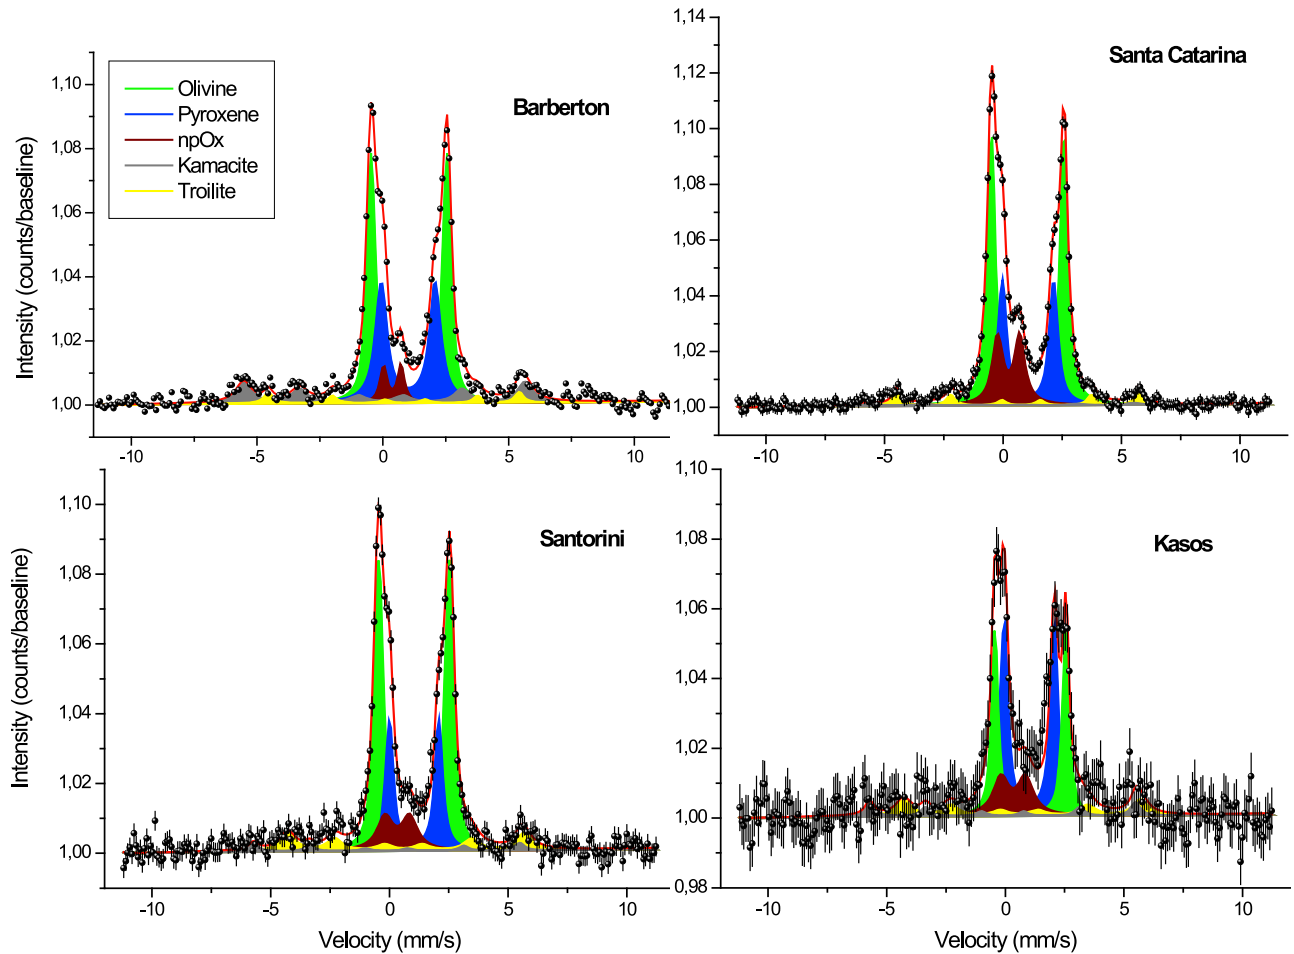 1,14
1,12
1,10
1,08
1,06
1,04
1,02
1,00
Intensity (counts/baseline)
Olivine
Pyroxene
npOx
Kamacite
Troilite
Barberton
1,10
1,08
1,06
1,04
1,02
1,00
-10 -5 0 5 10
Santa Catarina
-10 -5 0 5 10
Intensity (counts/baseline)
1,10
1,08
1,06
1,04
1,02
1,00
Santorini
-10 -5 0 5 10
Velocity (mm/s)
1,10
1,08
1,06
1,04
1,02
1,00
0,98
Kasos
-10 -5 0 5 10
Velocity (mm/s)